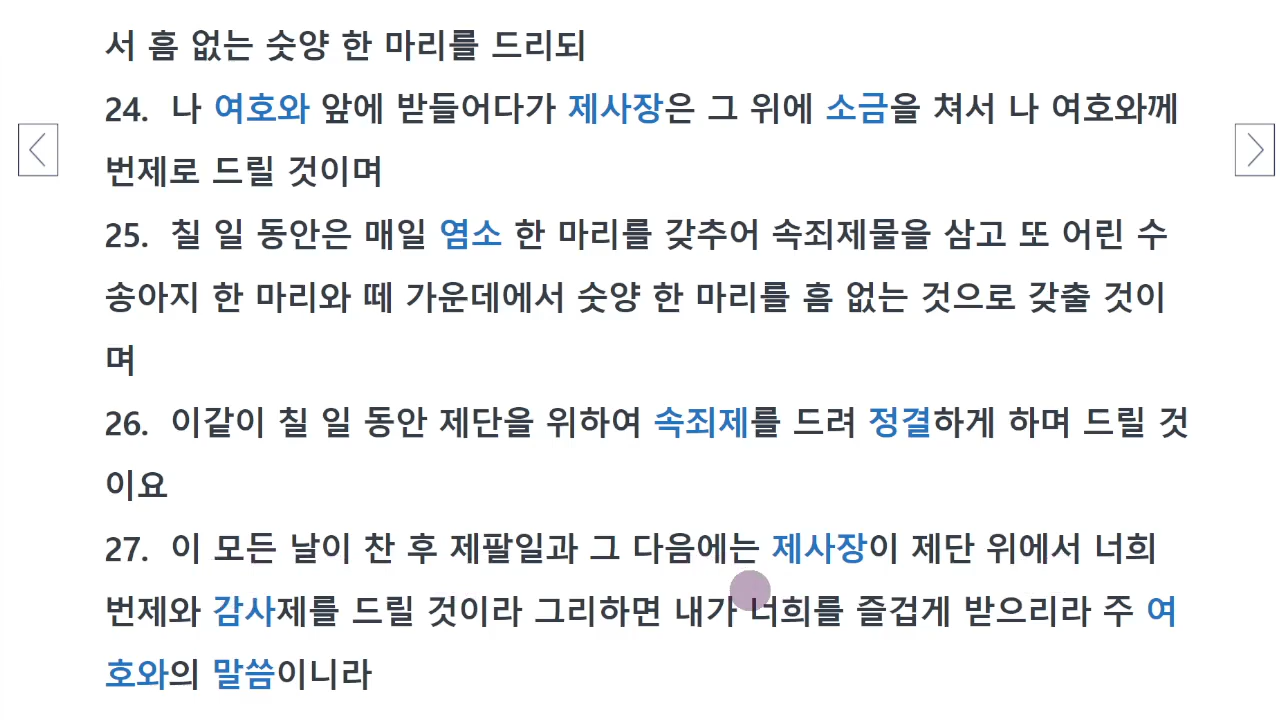 서 흠 없는 숫양 한 마리를 드리되
24. 나 여호와 앞에 받들어다가 제사장은 그 위에 소금을 쳐서 나 여호와께
번제로 드릴 것이며
25. 칠 일 동안은 매일 염소 한 마리를 갖추어 속죄제물을 삼고 또 어린 수
송아지 한 마리와 떼 가운데에서 숫양 한 마리를 흠 없는 것으로 갖출 것이
며
26. 이같이 칠 일 동안 제단을 위하여 속죄제를 드려 정결하게 하며 드릴 것
이요
27. 이 모든 날이 찬 후 제팔일과 그 다음에는 제사장이 제단 위에서 너희
번제와 감사제를 드릴 것이라 그리하면 내가 너희를 즐겁게 받으리라 주 여
호와의 말씀이니라